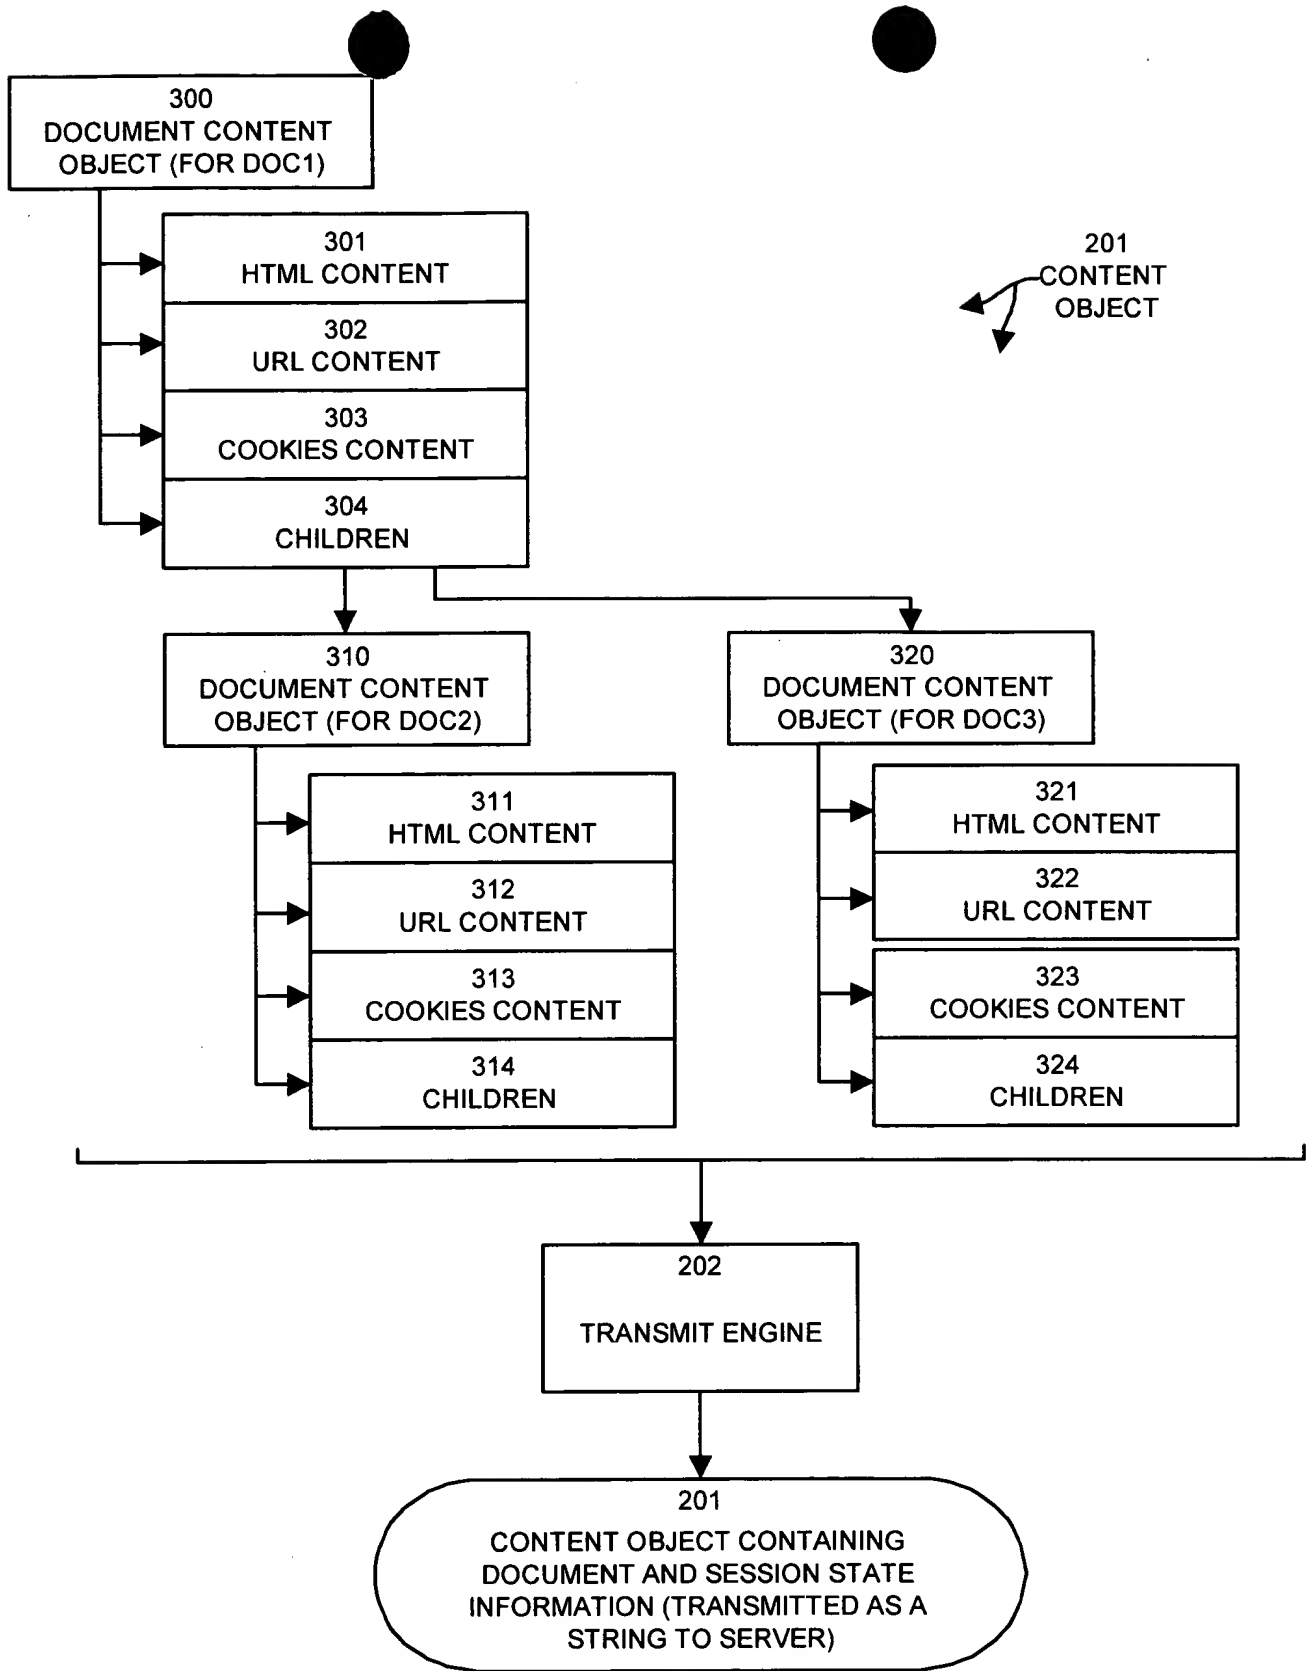 300
DOCUMENT CONTENT
OBJECT (FOR DOC1)
301
HTML CONTENT
302
URL CONTENT
303
COOKIES CONTENT
304
CHILDREN
201
CONTENT
OBJECT
310
DOCUMENT CONTENT
OBJECT (FOR DOC2)
311
HTML CONTENT
312
URL CONTENT
313
COOKIES CONTENT
314
CHILDREN
320
DOCUMENT CONTENT
OBJECT (FOR DOC3)
321
HTML CONTENT
322
URL CONTENT
323
COOKIES CONTENT
324
CHILDREN
202
TRANSMIT ENGINE
201
CONTENT OBJECT CONTAINING
DOCUMENT AND SESSION STATE
INFORMATION (TRANSMITTED AS A
STRING TO SERVER)